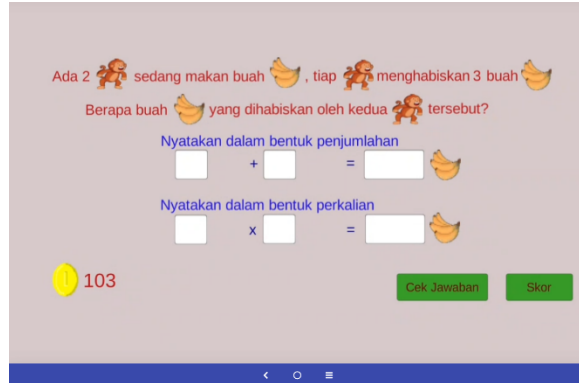 Ada 2 sedang makan buah , tiap menghabiskan 3 buah
Berapa buah yang dihabiskan oleh kedua tersebut?
Nyatakan dalam bentuk penjumlahan
+ =
Nyatakan dalam bentuk perkalian
x =
103
Cek Jawaban
Skor